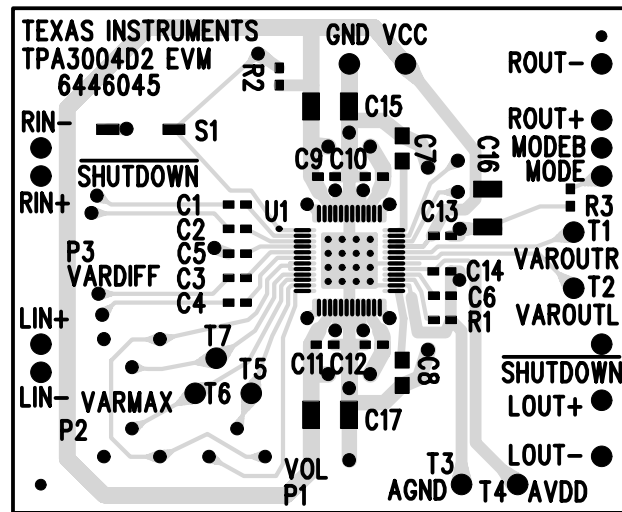 TEXAS INSTRUMENTS
TPA3004D2 EVM
6446045
R2
GND VCC
ROUT-
C15
RIN-
S1
ROUT+
C7
MODEB
C9 C10
C16
MODE
SHUTDOWN
RIN+
C1
U1
R3
C2
C13
T1
P3
C5
VAROUTR
VARDIFF
C3
C14
T2
C4
C6
LIN+
R1
VAROUTL
T7
C11 C12
C8
SHUTDOWN
T5
LIN-
VARMAX
T6
LOUT+
P2
C17
VOL
T3
LOUT-
P1
AGND
T4
AVDD